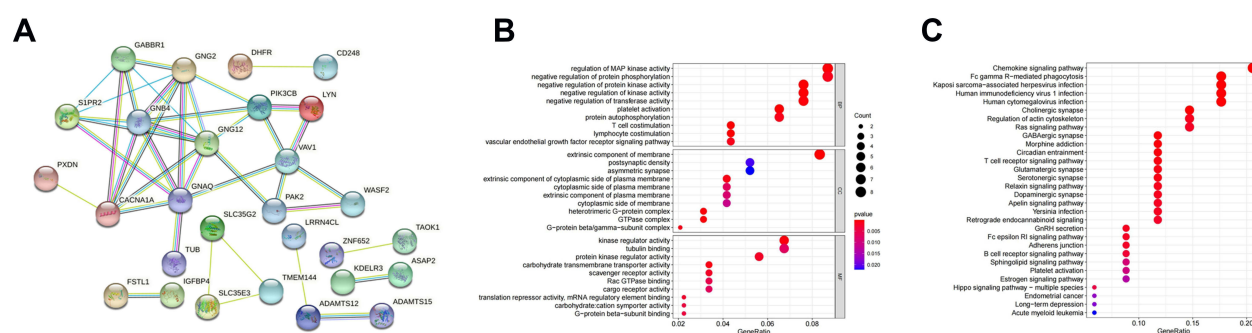 A
B
C
GABBR1
GNG2
DHFR
CD248
S1PR2
GNB4
PIK3CB
LYN
GNG12
VAV1
PXDN
GNAQ
PAK2
WASF2
CACNA1A
SLC35G2
LRRN4CL
TAOK1
ZNF652
TUB
KDELR3
ASAP2
FSTL1
IGFBP4
SLC35E3
TMEM144
ADAMTS12
ADAMTS15
regulation of MAP kinase activity
negative regulation of protein phosphorylation
negative regulation of protein kinase activity
negative regulation of kinase activity
negative regulation of transferase activity
platelet activation
protein autophosphorylation
T cell costimulation
lymphocyte costimulation
vascular endothelial growth factor receptor signaling pathway
BP
extrinsic component of membrane
postsynaptic density
asymmetric synapse
extrinsic component of cytoplasmic side of plasma membrane
cytoplasmic side of plasma membrane
extrinsic component of plasma membrane
cytoplasmic side of membrane
heterotrimeric G-protein complex
GTPase complex
G-protein beta/gamma-subunit complex
CC
kinase regulator activity
tubulin binding
protein kinase regulator activity
carbohydrate transmembrane transporter activity
scavenger receptor activity
Rac GTPase binding
cargo receptor activity
translation repressor activity, mRNA regulatory element binding
carbohydrate:cation symporter activity
G-protein beta-subunit binding
MF
0.02 0.04 0.06 0.08
GeneRatio
Count
2
3
4
5
6
7
8
pvalue
0.005
0.010
0.015
0.020
Chemokine signaling pathway
Fc gamma R-mediated phagocytosis
Kaposi sarcoma-associated herpesvirus infection
Human immunodeficiency virus 1 infection
Human cytomegalovirus infection
Cholinergic synapse
Regulation of actin cytoskeleton
Ras signaling pathway
GABAergic synapse
Morphine addiction
Circadian entrainment
T cell receptor signaling pathway
Glutamatergic synapse
Serotonergic synapse
Relaxin signaling pathway
Dopaminergic synapse
Apelin signaling pathway
Yersinia infection
Retrograde endocannabinoid signaling
GnRH secretion
Fc epsilon RI signaling pathway
Adherens junction
B cell receptor signaling pathway
Sphingolipid signaling pathway
Platelet activation
Estrogen signaling pathway
Hippo signaling pathway - multiple species
Endometrial cancer
Long-term depression
Acute myeloid leukemia
0.10 0.15 0.20
GeneRatio